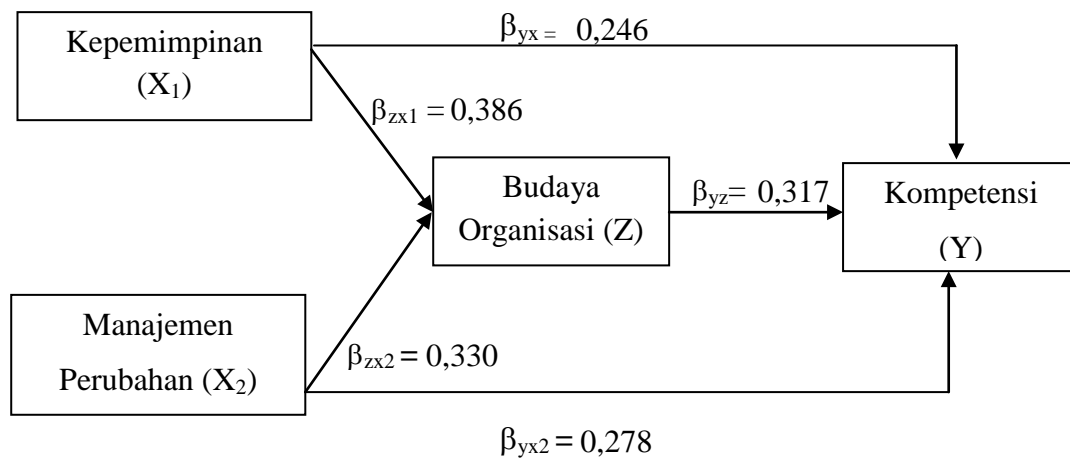 Kepemimpinan
(X₁)
βyx = 0,246
βzx1 = 0,386
Budaya
Organisasi (Z)
βyz= 0,317
Kompetensi
(Y)
Manajemen
Perubahan (X₂)
βzx2 = 0,330
βyx2 = 0,278